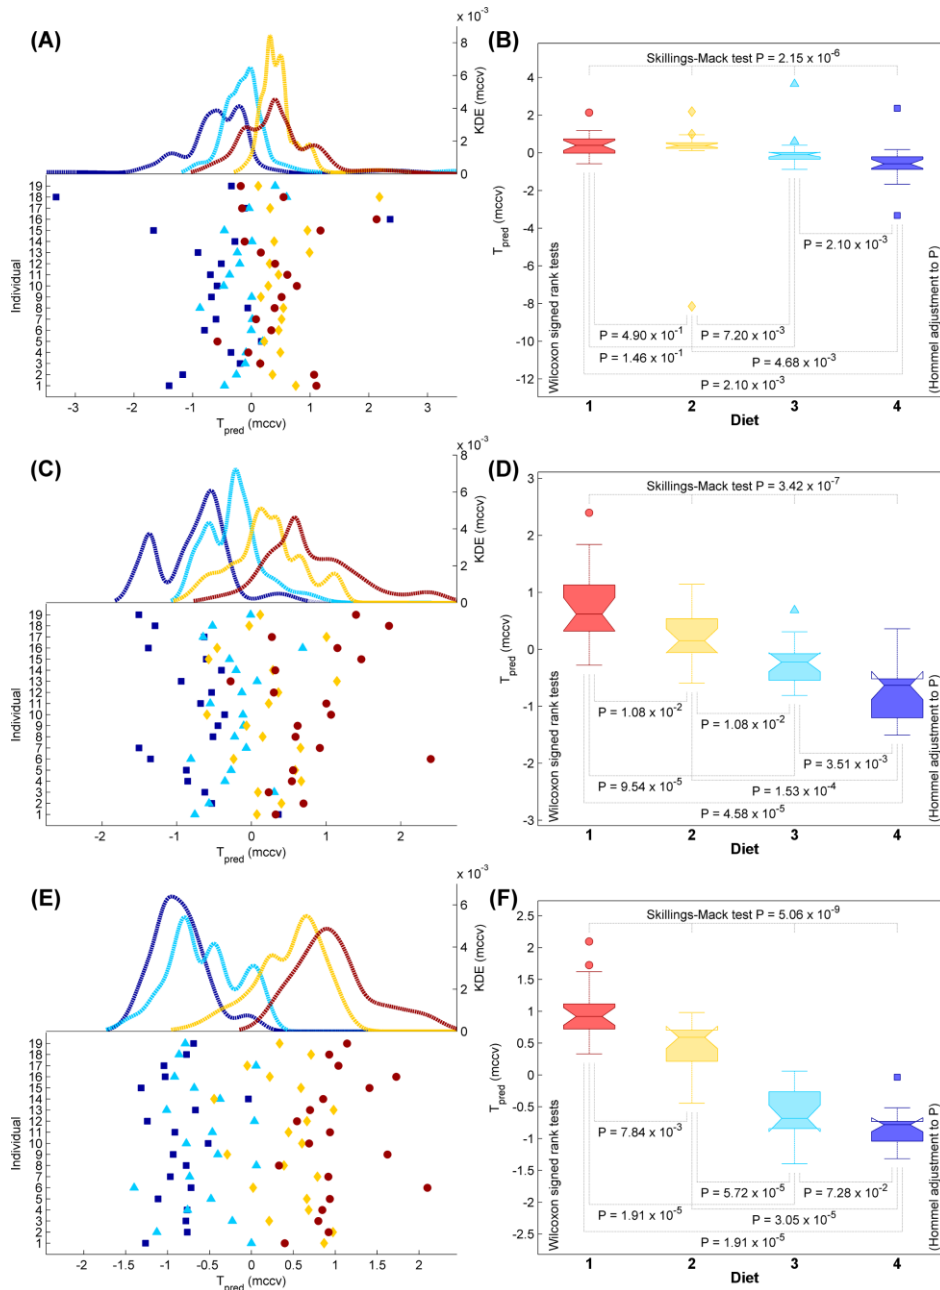 (A)
x 10^-3
8
6
4
2
0
KDE (mccv)
19
18
17
16
15
14
13
12
11
10
9
8
7
6
5
4
3
2
1
Individual
-3 -2 -1 0 1 2 3
T_pred (mccv)
(B)
Skillings-Mack test P = 2.15 x 10^-6
4
2
0
-2
-4
-6
-8
-10
-12
T_pred (mccv)
Wilcoxon signed rank tests
(Hommel adjustment to P)
P = 2.10 x 10^-3
P = 4.90 x 10^-1 P = 7.20 x 10^-3
P = 1.46 x 10^-1 P = 4.68 x 10^-3
P = 2.10 x 10^-3
1 2 3 4
Diet
(C)
x 10^-3
8
6
4
2
0
KDE (mccv)
19
18
17
16
15
14
13
12
11
10
9
8
7
6
5
4
3
2
1
Individual
-2 -1 0 1 2
T_pred (mccv)
(D)
Skillings-Mack test P = 3.42 x 10^-7
3
2
1
0
-1
-2
-3
T_pred (mccv)
Wilcoxon signed rank tests
(Hommel adjustment to P)
P = 1.08 x 10^-2 P = 1.08 x 10^-2
P = 3.51 x 10^-3
P = 9.54 x 10^-5 P = 1.53 x 10^-4
P = 4.58 x 10^-5
1 2 3 4
Diet
(E)
x 10^-3
6
4
2
0
KDE (mccv)
19
18
17
16
15
14
13
12
11
10
9
8
7
6
5
4
3
2
1
Individual
-2 -1.5 -1 -0.5 0 0.5 1 1.5 2
T_pred (mccv)
(F)
Skillings-Mack test P = 5.06 x 10^-9
2.5
2
1.5
1
0.5
0
-0.5
-1
-1.5
-2
-2.5
T_pred (mccv)
Wilcoxon signed rank tests
(Hommel adjustment to P)
P = 7.84 x 10^-3
P = 5.72 x 10^-5 P = 7.28 x 10^-2
P = 1.91 x 10^-5 P = 3.05 x 10^-5
P = 1.91 x 10^-5
1 2 3 4
Diet